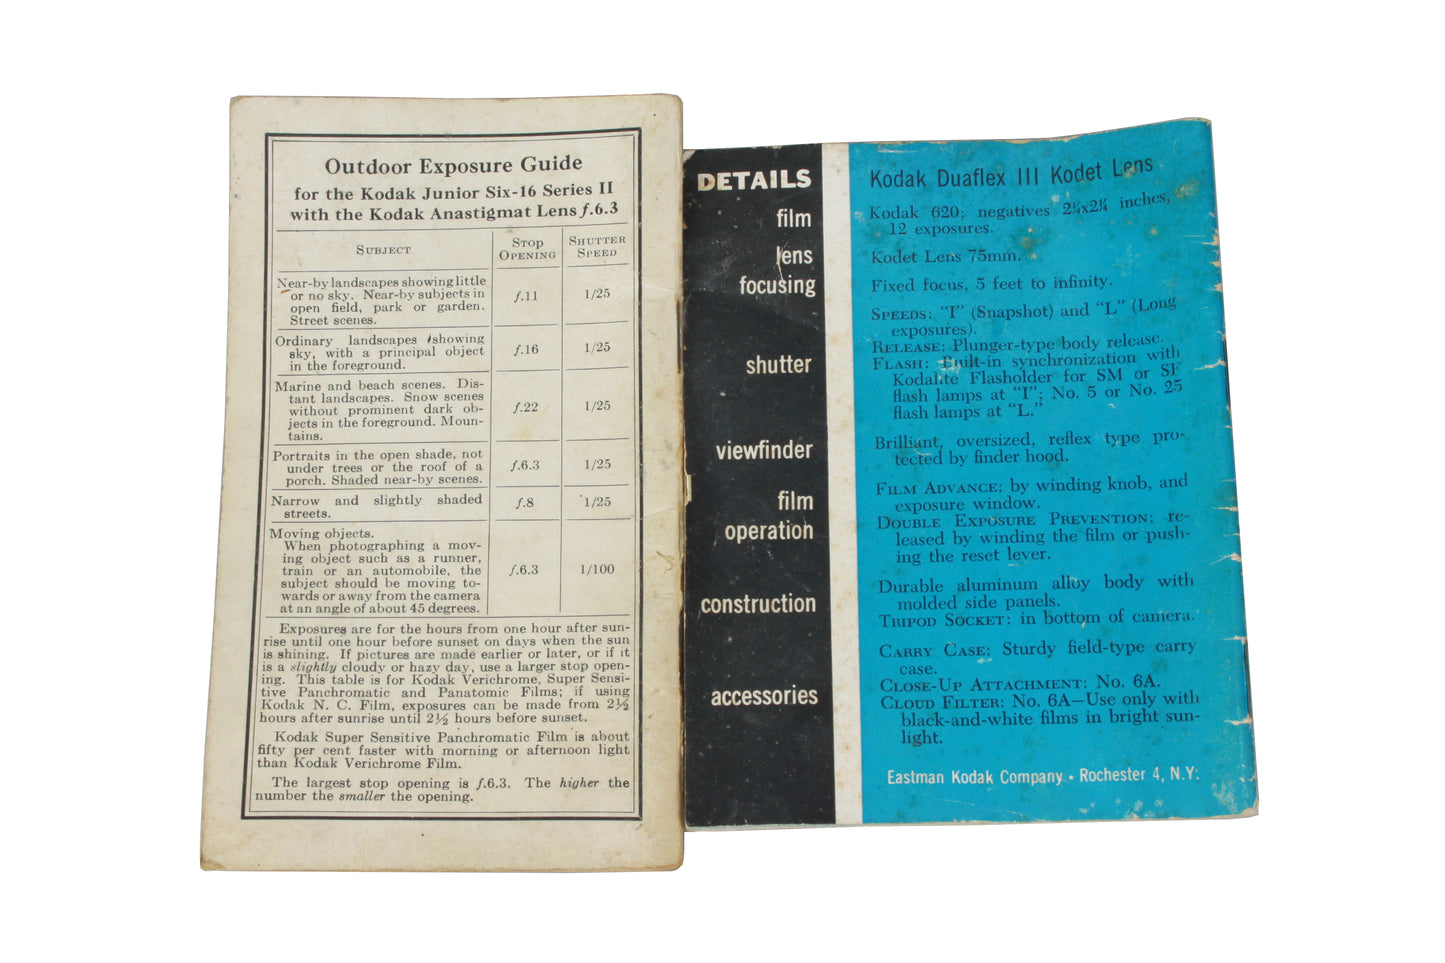 Outdoor Exposure Guide
for the Kodak Junior Six-16 Series II
with the Kodak Anastigmat Lens f.6.3
SUBJECT
STOP OPENING
SHUTTER SPEED
Near-by landscapes showing little
or no sky. Near-by subjects in
open field, park or garden.
Street scenes.
f.11
1/25
Ordinary landscapes showing
sky, with a principal object
in the foreground.
f.16
1/25
Marine and beach scenes. Dis-
tant landscapes. Snow scenes
without prominent dark ob-
jects in the foreground. Moun-
tains.
f.22
1/25
Portraits in the open shade, not
under trees or the roof of a
porch. Shaded near-by scenes.
f.6.3
1/25
Narrow and slightly shaded
streets.
f.8
1/25
Moving objects.
When photographing a mov-
ing object such as a runner,
train or an automobile, the
subject should be moving to-
wards or away from the camera
at an angle of about 45 degrees.
f.6.3
1/100
Exposures are for the hours from one hour after sun-
rise until one hour before sunset on days when the sun
is shining. If pictures are made earlier or later, or if it
is a slightly cloudy or hazy day, use a larger stop open-
ing. This table is for Kodak Verichrome, Super Sensi-
tive Panchromatic and Panatomic Films; if using
Kodak N. C. Film, exposures can be made from 2½
hours after sunrise until 2½ hours before sunset.
Kodak Super Sensitive Panchromatic Film is about
fifty per cent faster with morning or afternoon light
than Kodak Verichrome Film.
The largest stop opening is f.6.3. The higher the
number the smaller the opening.
DETAILS
Kodak Duaflex III Kodet Lens
film
Kodak 620; negatives 2¼x2¼ inches,
12 exposures.
lens
Kodet Lens 75mm.
focusing
Fixed focus, 5 feet to infinity.
shutter
SPEEDS: "I" (Snapshot) and "L" (Long
exposures).
RELEASE: Plunger-type body release.
FLASH: Built-in synchronization with
Kodalite Flasholder for SM or SF
flash lamps at "I"; No. 5 or No. 25
flash lamps at "L."
viewfinder
Brilliant, oversized, reflex type pro-
tected by finder hood.
film
operation
FILM ADVANCE: by winding knob, and
exposure window.
DOUBLE EXPOSURE PREVENTION: re-
leased by winding the film or push-
ing the reset lever.
construction
Durable aluminum alloy body with
molded side panels.
TRIPOD SOCKET: in bottom of camera.
accessories
CARRY CASE: Sturdy field-type carry
case.
CLOSE-UP ATTACHMENT: No. 6A.
CLOUD FILTER: No. 6A—Use only with
black-and-white films in bright sun-
light.
Eastman Kodak Company • Rochester 4, N.Y.